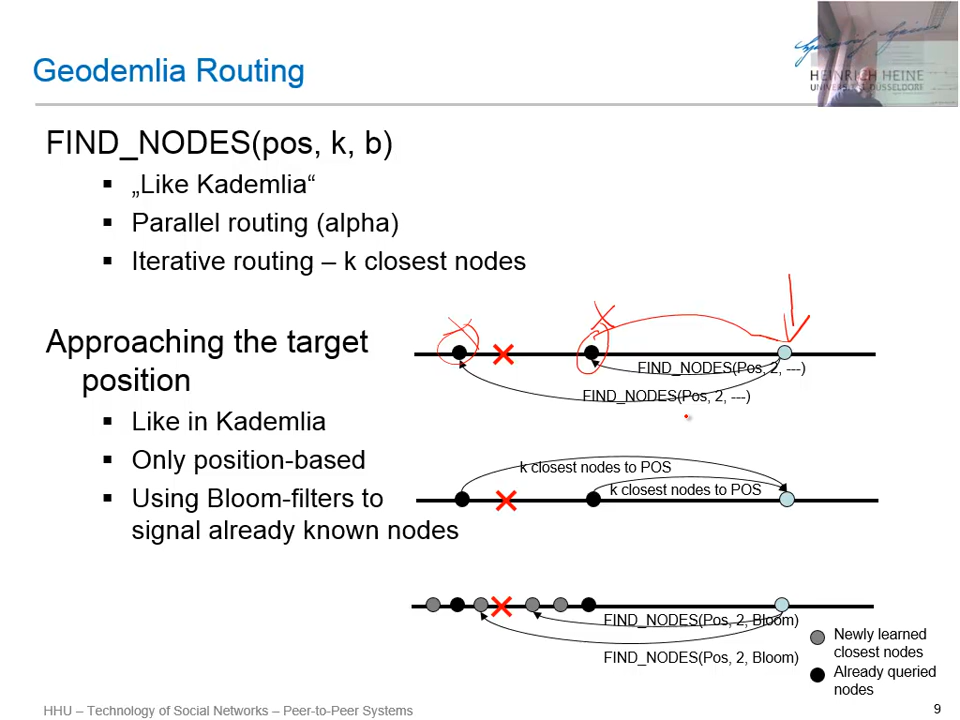 Geodemlia Routing
HEINRICH HEINE
UNIVERSITÄT DÜSSELDORF
FIND_NODES(pos, k, b)
▪ „Like Kademlia“
▪ Parallel routing (alpha)
▪ Iterative routing – k closest nodes
Approaching the target
position
▪ Like in Kademlia
▪ Only position-based
▪ Using Bloom-filters to
signal already known nodes
FIND_NODES(Pos, 2, ---)
FIND_NODES(Pos, 2, ---)
k closest nodes to POS
k closest nodes to POS
FIND_NODES(Pos, 2, Bloom)
FIND_NODES(Pos, 2, Bloom)
Newly learned
closest nodes
Already queried
nodes
HHU – Technology of Social Networks – Peer-to-Peer Systems
9